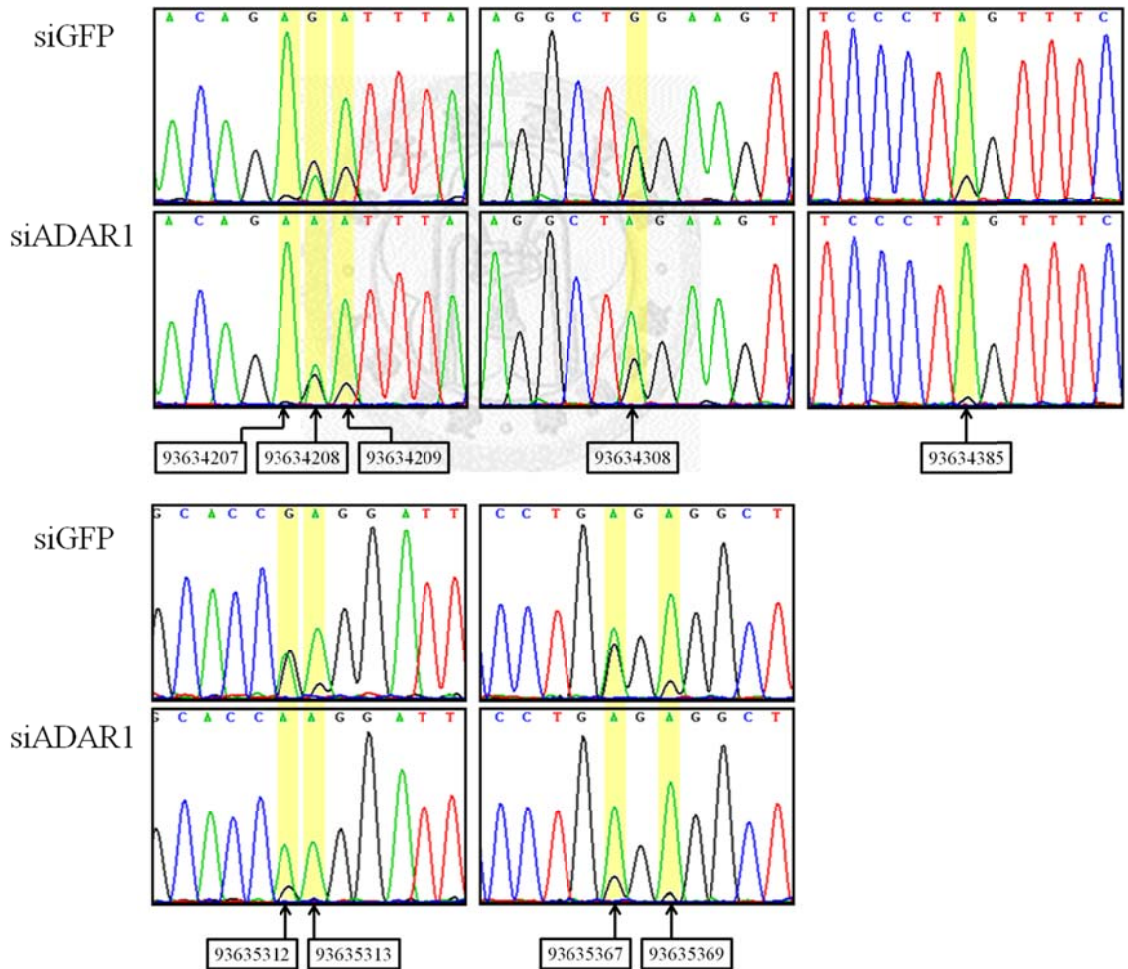 A C A G A G A T T T A
A G G C T G G A A G T
T C C C T A G T T T C
siGFP
A C A G A A A T T T A
A G G C T A G A A G T
T C C C T A G T T T C
siADAR1
93634207
93634208
93634209
93634308
93634385
G C A C C G A G G A T T
C C T G A G A G G C T
siGFP
G C A C C A A G G A T T
C C T G A G A G G C T
siADAR1
93635312
93635313
93635367
93635369